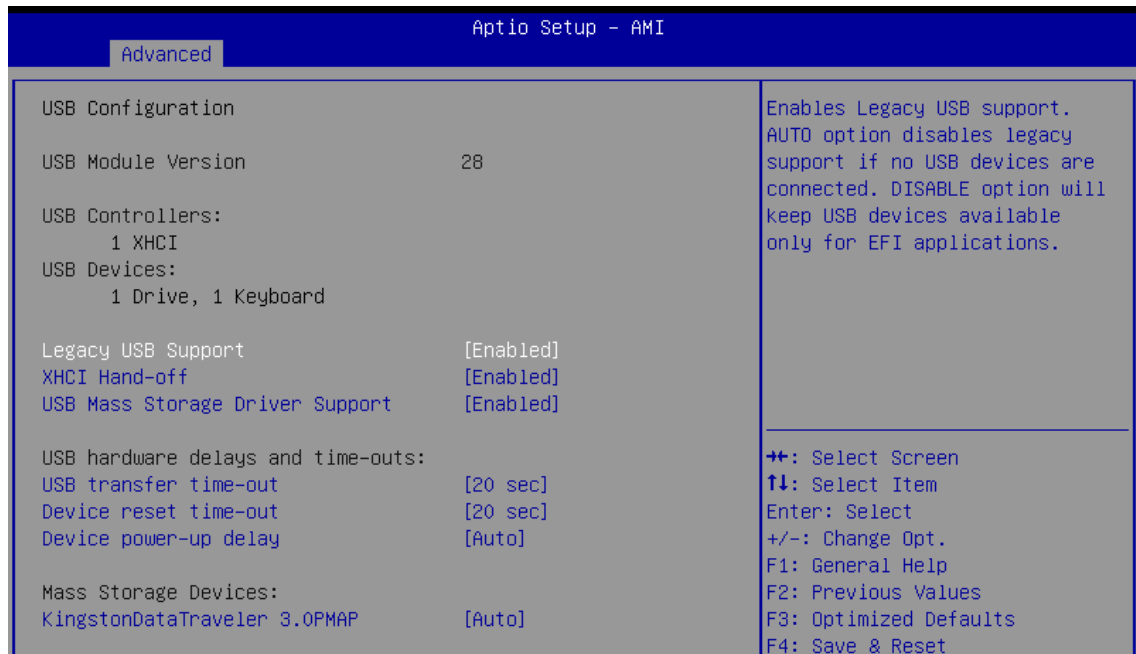 Aptio Setup – AMI
Advanced
USB Configuration
USB Module Version 28
USB Controllers:
1 XHCI
USB Devices:
1 Drive, 1 Keyboard
Legacy USB Support [Enabled]
XHCI Hand-off [Enabled]
USB Mass Storage Driver Support [Enabled]
USB hardware delays and time-outs:
USB transfer time-out [20 sec]
Device reset time-out [20 sec]
Device power-up delay [Auto]
Mass Storage Devices:
KingstonDataTraveler 3.0PMAP [Auto]
Enables Legacy USB support.
AUTO option disables legacy
support if no USB devices are
connected. DISABLE option will
keep USB devices available
only for EFI applications.
→←: Select Screen
↑↓: Select Item
Enter: Select
+/-: Change Opt.
F1: General Help
F2: Previous Values
F3: Optimized Defaults
F4: Save & Reset